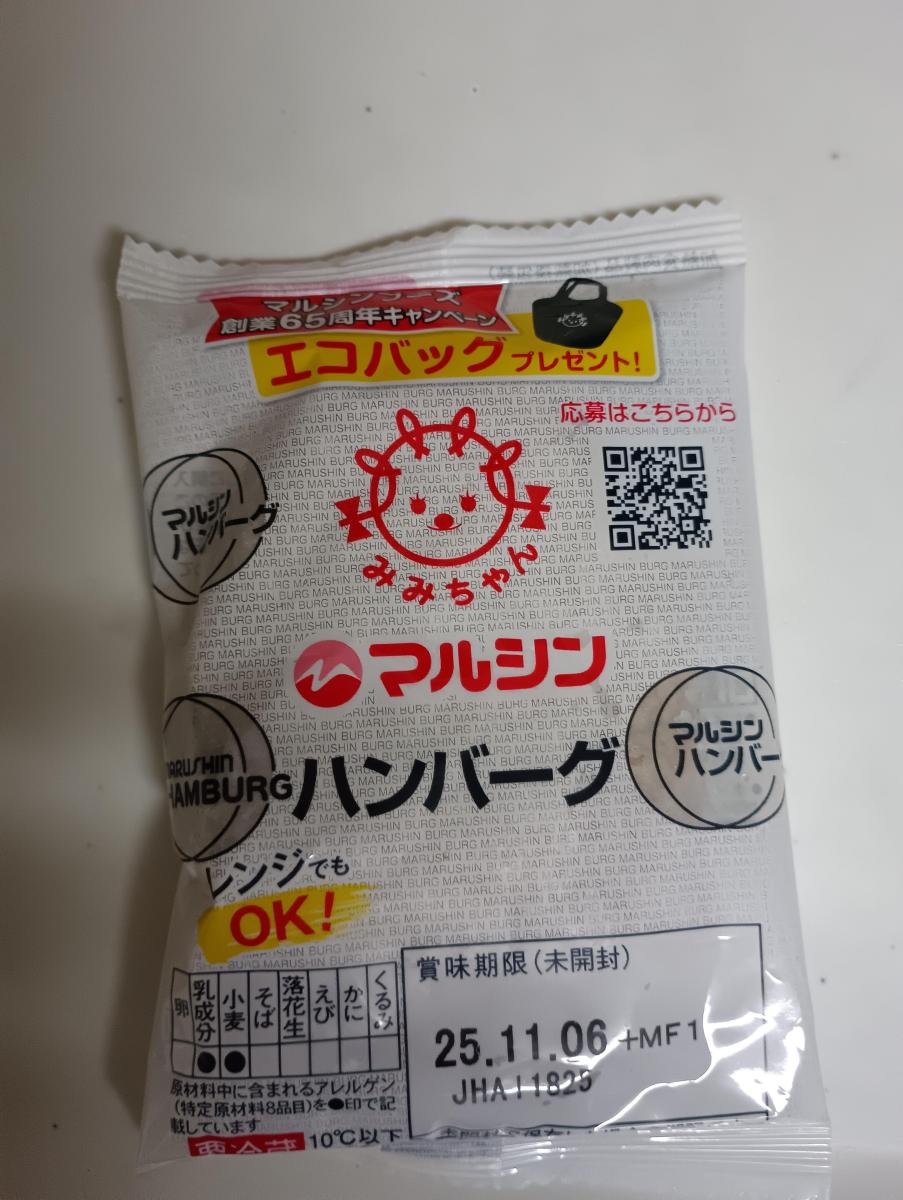 マルシンフーズ
創業65周年キャンペーン
エコバッグ プレゼント!
応募はこちらから
みみちゃん
マルシン
ハンバーグ
マルシン
ハンバーグ
MARUSHIN
HAMBURG
マルシン
ハンバー
レンジでも
OK!
卵 乳成分 小麦 そば 落花生 えび かに くるみ
● ●
原材料中に含まれるアレルゲン
(特定原材料8品目)を●印で記
載しています
要冷蔵 10℃以下
賞味期限(未開封)
25.11.06 +MF1
JHA11825
MARUSHIN BURG MARUSHIN BURG MARUSHIN BURG